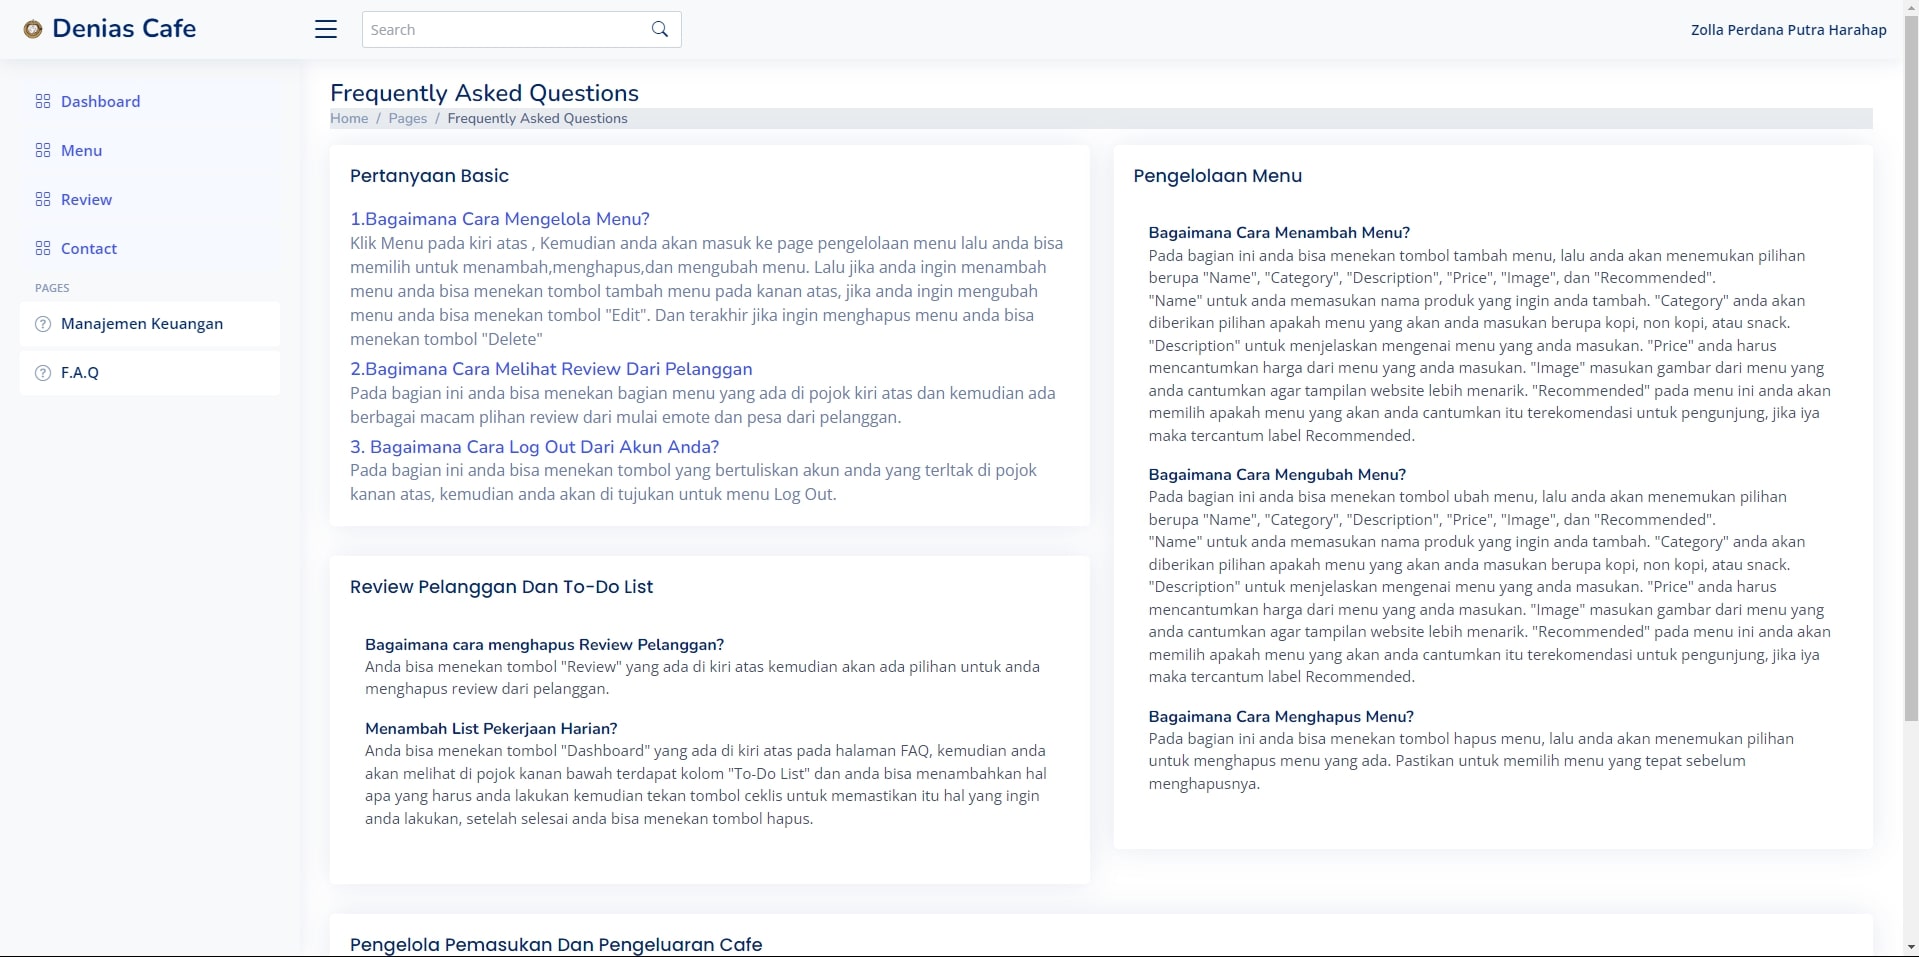 Denias Cafe
Search
Zolla Perdana Putra Harahap
Dashboard
Menu
Review
Contact
PAGES
Manajemen Keuangan
F.A.Q
Frequently Asked Questions
Home / Pages / Frequently Asked Questions
Pertanyaan Basic
1.Bagaimana Cara Mengelola Menu?
Klik Menu pada kiri atas , Kemudian anda akan masuk ke page pengelolaan menu lalu anda bisa
memilih untuk menambah,menghapus,dan mengubah menu. Lalu jika anda ingin menambah
menu anda bisa menekan tombol tambah menu pada kanan atas, jika anda ingin mengubah
menu anda bisa menekan tombol "Edit". Dan terakhir jika ingin menghapus menu anda bisa
menekan tombol "Delete"
2.Bagimana Cara Melihat Review Dari Pelanggan
Pada bagian ini anda bisa menekan bagian menu yang ada di pojok kiri atas dan kemudian ada
berbagai macam plihan review dari mulai emote dan pesa dari pelanggan.
3. Bagaimana Cara Log Out Dari Akun Anda?
Pada bagian ini anda bisa menekan tombol yang bertuliskan akun anda yang terltak di pojok
kanan atas, kemudian anda akan di tujukan untuk menu Log Out.
Review Pelanggan Dan To-Do List
Bagaimana cara menghapus Review Pelanggan?
Anda bisa menekan tombol "Review" yang ada di kiri atas kemudian akan ada pilihan untuk anda
menghapus review dari pelanggan.
Menambah List Pekerjaan Harian?
Anda bisa menekan tombol "Dashboard" yang ada di kiri atas pada halaman FAQ, kemudian anda
akan melihat di pojok kanan bawah terdapat kolom "To-Do List" dan anda bisa menambahkan hal
apa yang harus anda lakukan kemudian tekan tombol ceklis untuk memastikan itu hal yang ingin
anda lakukan, setelah selesai anda bisa menekan tombol hapus.
Pengelolaan Menu
Bagaimana Cara Menambah Menu?
Pada bagian ini anda bisa menekan tombol tambah menu, lalu anda akan menemukan pilihan
berupa "Name", "Category", "Description", "Price", "Image", dan "Recommended".
"Name" untuk anda memasukan nama produk yang ingin anda tambah. "Category" anda akan
diberikan pilihan apakah menu yang akan anda masukan berupa kopi, non kopi, atau snack.
"Description" untuk menjelaskan mengenai menu yang anda masukan. "Price" anda harus
mencantumkan harga dari menu yang anda masukan. "Image" masukan gambar dari menu yang
anda cantumkan agar tampilan website lebih menarik. "Recommended" pada menu ini anda akan
memilih apakah menu yang akan anda cantumkan itu terekomendasi untuk pengunjung, jika iya
maka tercantum label Recommended.
Bagaimana Cara Mengubah Menu?
Pada bagian ini anda bisa menekan tombol ubah menu, lalu anda akan menemukan pilihan
berupa "Name", "Category", "Description", "Price", "Image", dan "Recommended".
"Name" untuk anda memasukan nama produk yang ingin anda tambah. "Category" anda akan
diberikan pilihan apakah menu yang akan anda masukan berupa kopi, non kopi, atau snack.
"Description" untuk menjelaskan mengenai menu yang anda masukan. "Price" anda harus
mencantumkan harga dari menu yang anda masukan. "Image" masukan gambar dari menu yang
anda cantumkan agar tampilan website lebih menarik. "Recommended" pada menu ini anda akan
memilih apakah menu yang akan anda cantumkan itu terekomendasi untuk pengunjung, jika iya
maka tercantum label Recommended.
Bagaimana Cara Menghapus Menu?
Pada bagian ini anda bisa menekan tombol hapus menu, lalu anda akan menemukan pilihan
untuk menghapus menu yang ada. Pastikan untuk memilih menu yang tepat sebelum
menghapusnya.
Pengelola Pemasukan Dan Pengeluaran Cafe